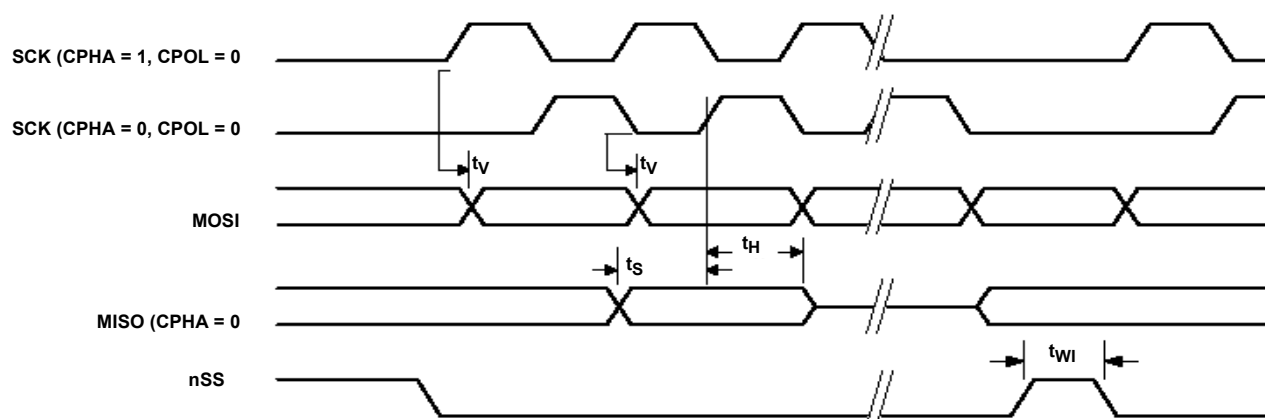 SCK (CPHA = 1, CPOL = 0
SCK (CPHA = 0, CPOL = 0
tV
tV
MOSI
tH
tS
MISO (CPHA = 0
tWI
nSS